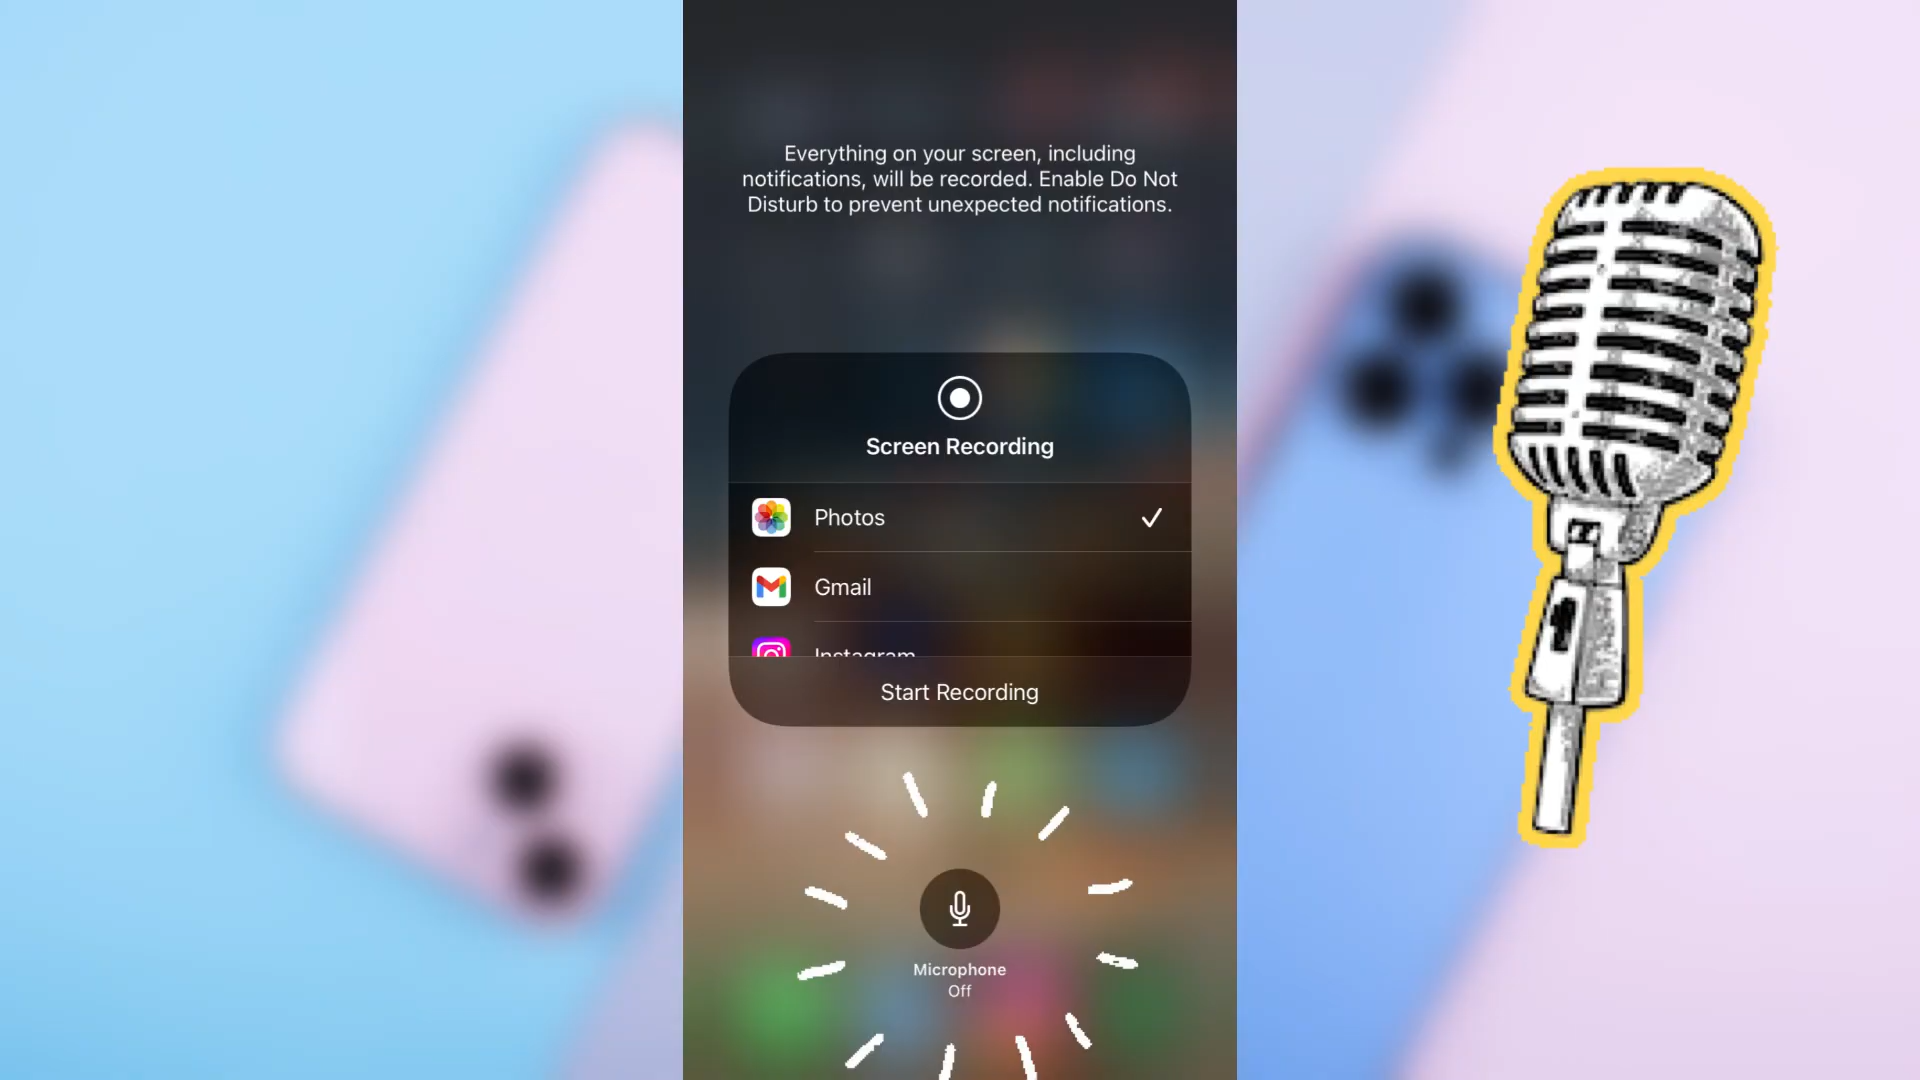 Everything on your screen, including
notifications, will be recorded. Enable Do Not
Disturb to prevent unexpected notifications.
Screen Recording
Photos
Gmail
Instagram
Start Recording
Microphone
Off